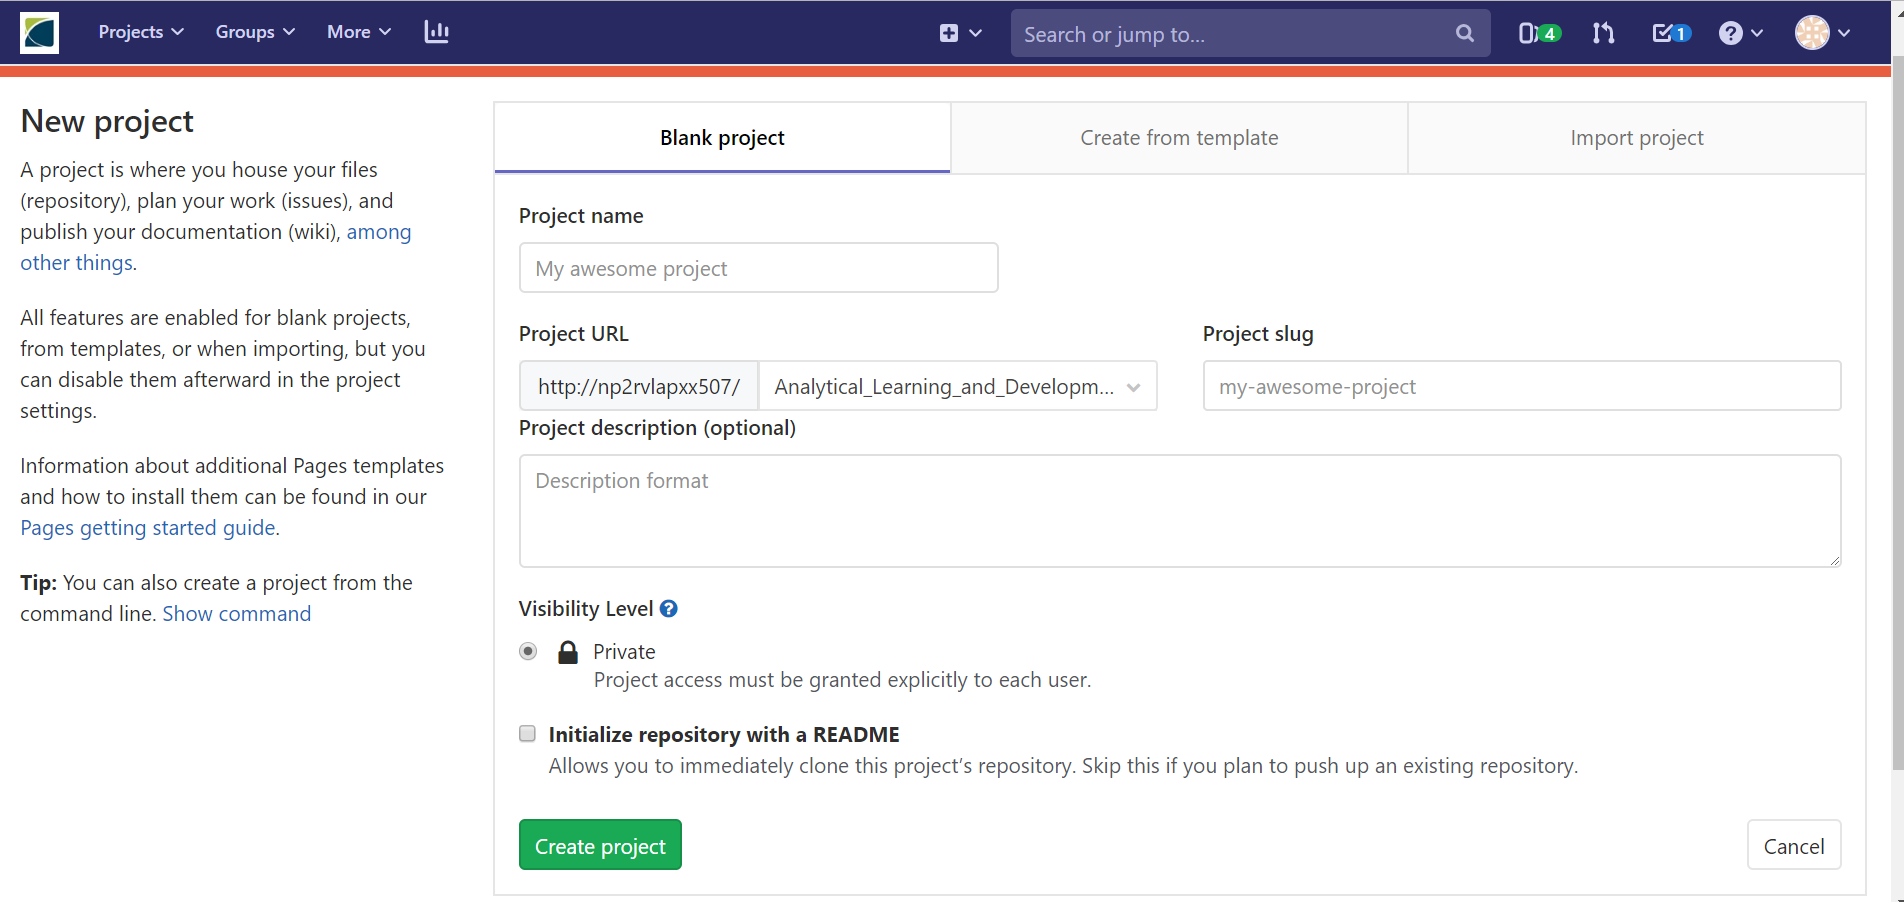 Projects Groups More Search or jump to... 4 1
New project
A project is where you house your files
(repository), plan your work (issues), and
publish your documentation (wiki), among
other things.
All features are enabled for blank projects,
from templates, or when importing, but you
can disable them afterward in the project
settings.
Information about additional Pages templates
and how to install them can be found in our
Pages getting started guide.
Tip: You can also create a project from the
command line. Show command
Blank project Create from template Import project
Project name
My awesome project
Project URL Project slug
http://np2rvlapxx507/ Analytical_Learning_and_Developm... my-awesome-project
Project description (optional)
Description format
Visibility Level ?
Private
Project access must be granted explicitly to each user.
Initialize repository with a README
Allows you to immediately clone this project’s repository. Skip this if you plan to push up an existing repository.
Create project Cancel